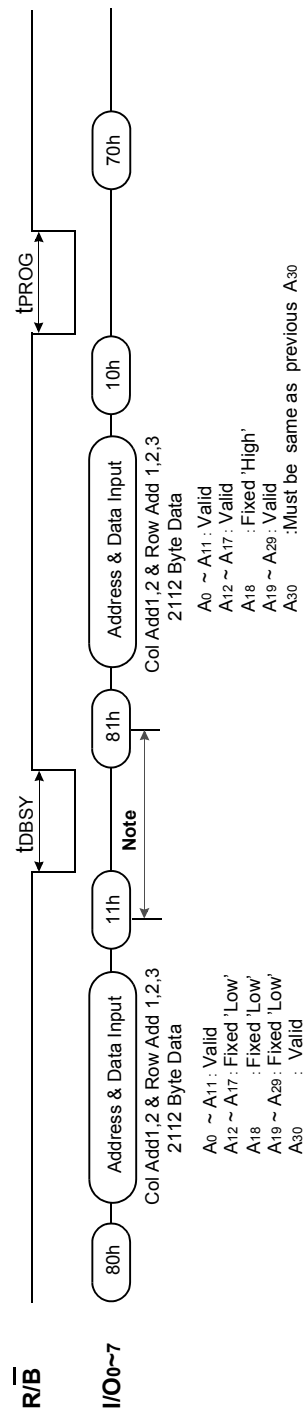 R/B
tDBSY
tPROG
I/O0~7
80h
Address & Data Input
11h
81h
Address & Data Input
10h
70h
Note
Col Add1,2 & Row Add 1,2,3
2112 Byte Data
A0 ~ A11 : Valid
A12 ~ A17 : Fixed 'Low'
A18 : Fixed 'Low'
A19 ~ A29 : Fixed 'Low'
A30 : Valid
Col Add1,2 & Row Add 1,2,3
2112 Byte Data
A0 ~ A11 : Valid
A12 ~ A17 : Valid
A18 : Fixed 'High'
A19 ~ A29 : Valid
A30 :Must be same as previous A30